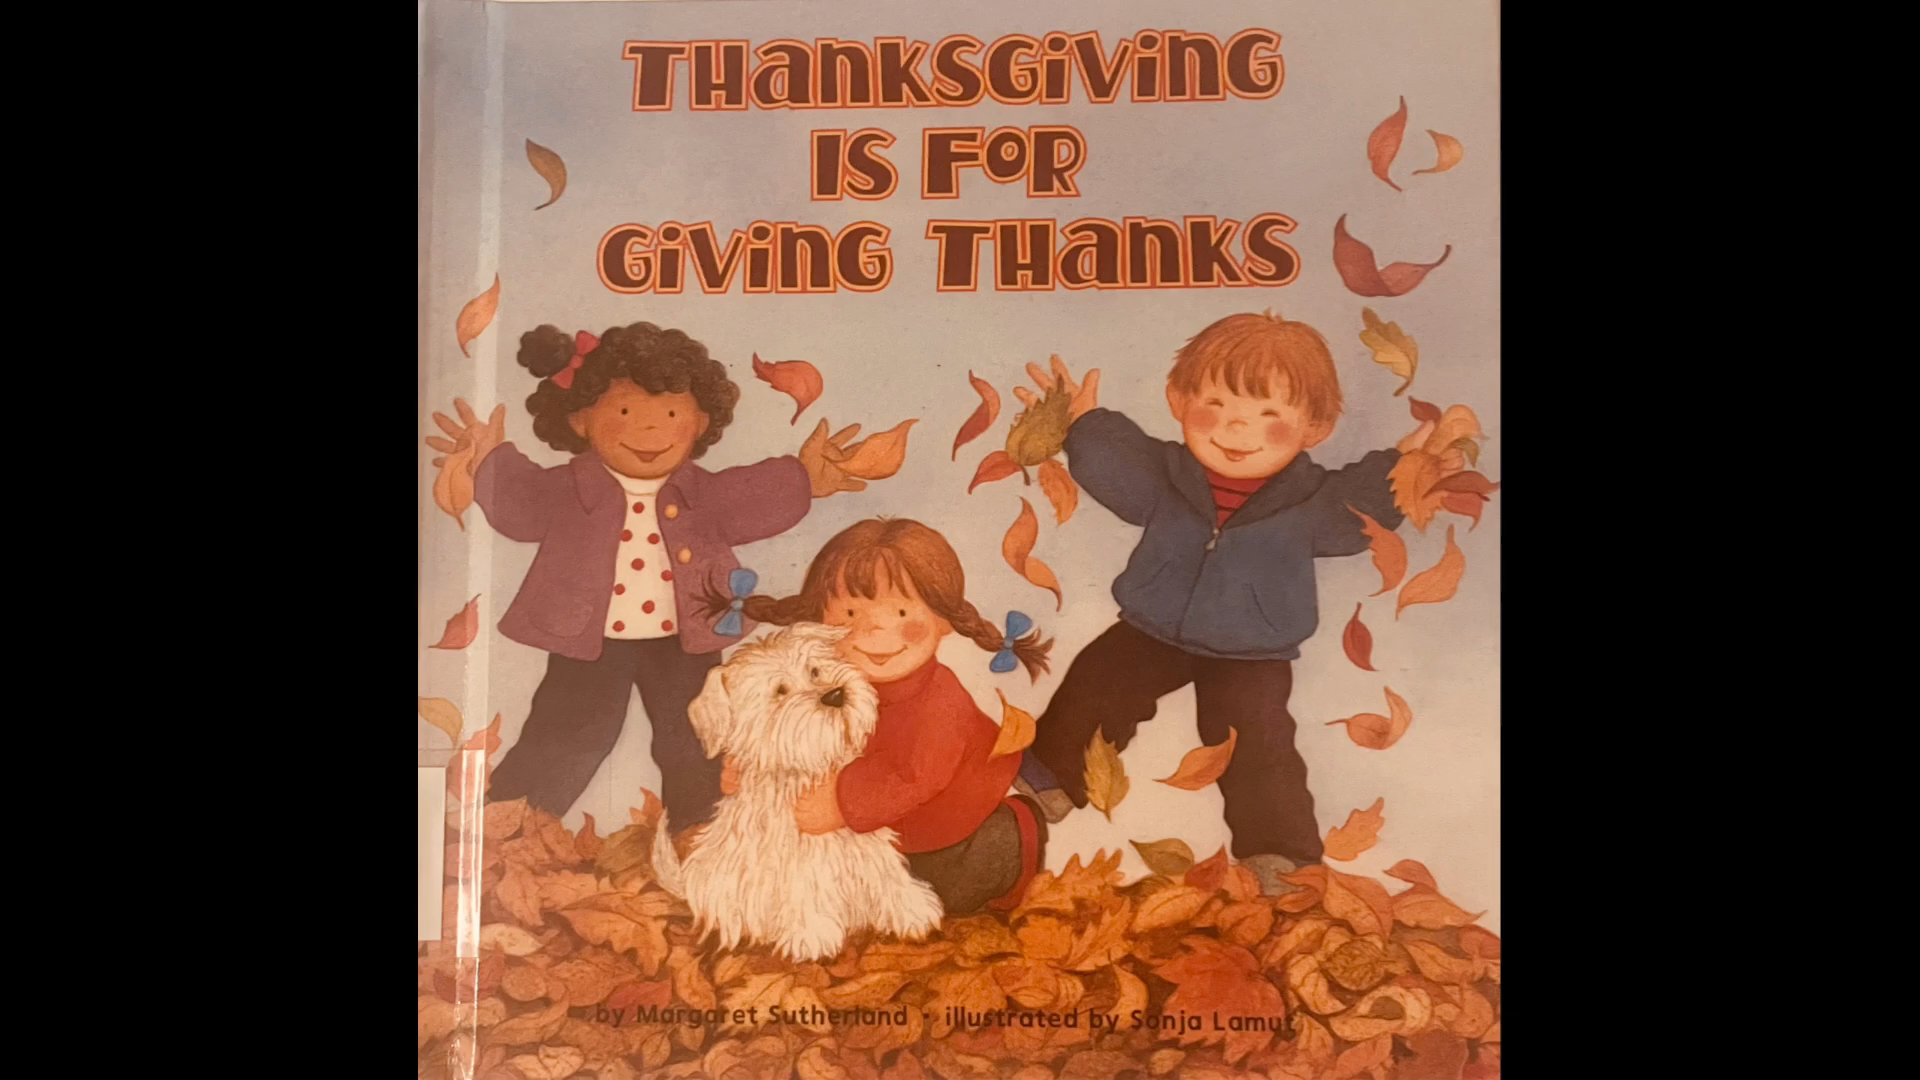 THANKSGIVING
IS FOR
GIVING THANKS
by Margaret Sutherland • illustrated by Sonja Lamut